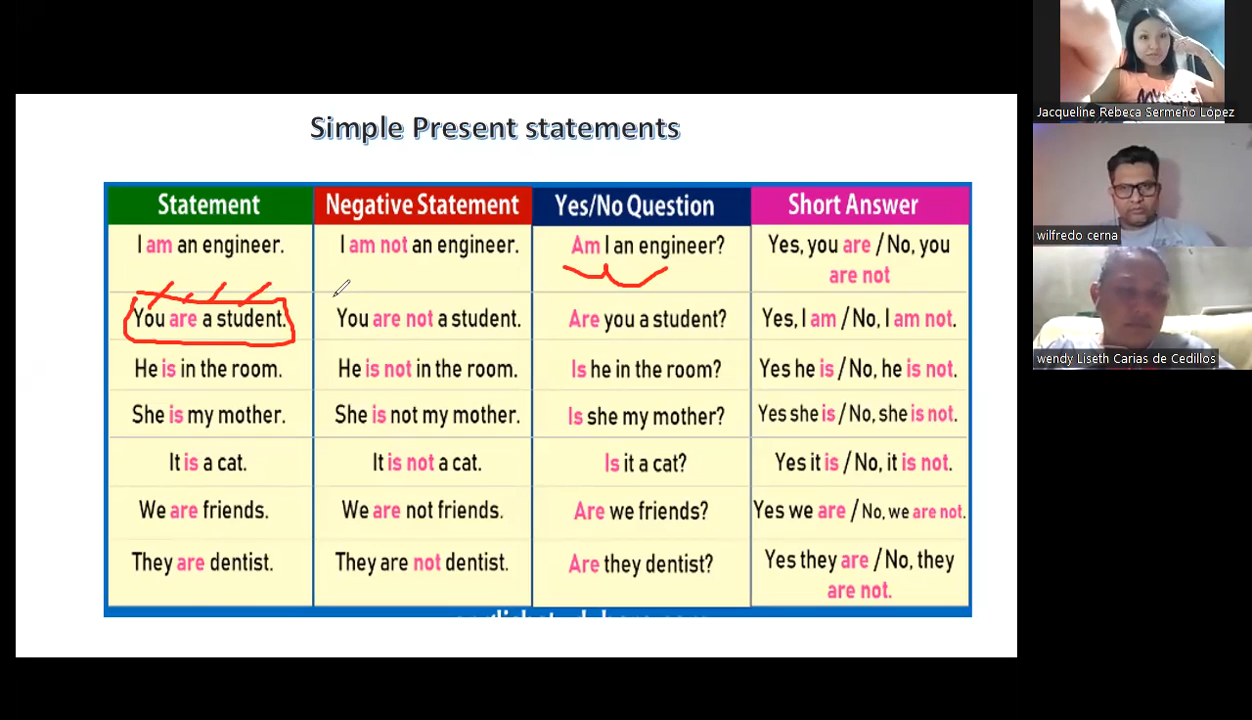 Simple Present statements
Statement Negative Statement Yes/No Question Short Answer
I am an engineer. I am not an engineer. Am I an engineer? Yes, you are / No, you
are not
You are a student. You are not a student. Are you a student? Yes, I am / No, I am not.
He is in the room. He is not in the room. Is he in the room? Yes he is / No, he is not.
She is my mother. She is not my mother. Is she my mother? Yes she is / No, she is not.
It is a cat. It is not a cat. Is it a cat? Yes it is / No, it is not.
We are friends. We are not friends. Are we friends? Yes we are / No, we are not.
They are dentist. They are not dentist. Are they dentist? Yes they are / No, they
are not.
Jacqueline Rebeca Sermeño López
wilfredo cerna
wendy Liseth Carias de Cedillos